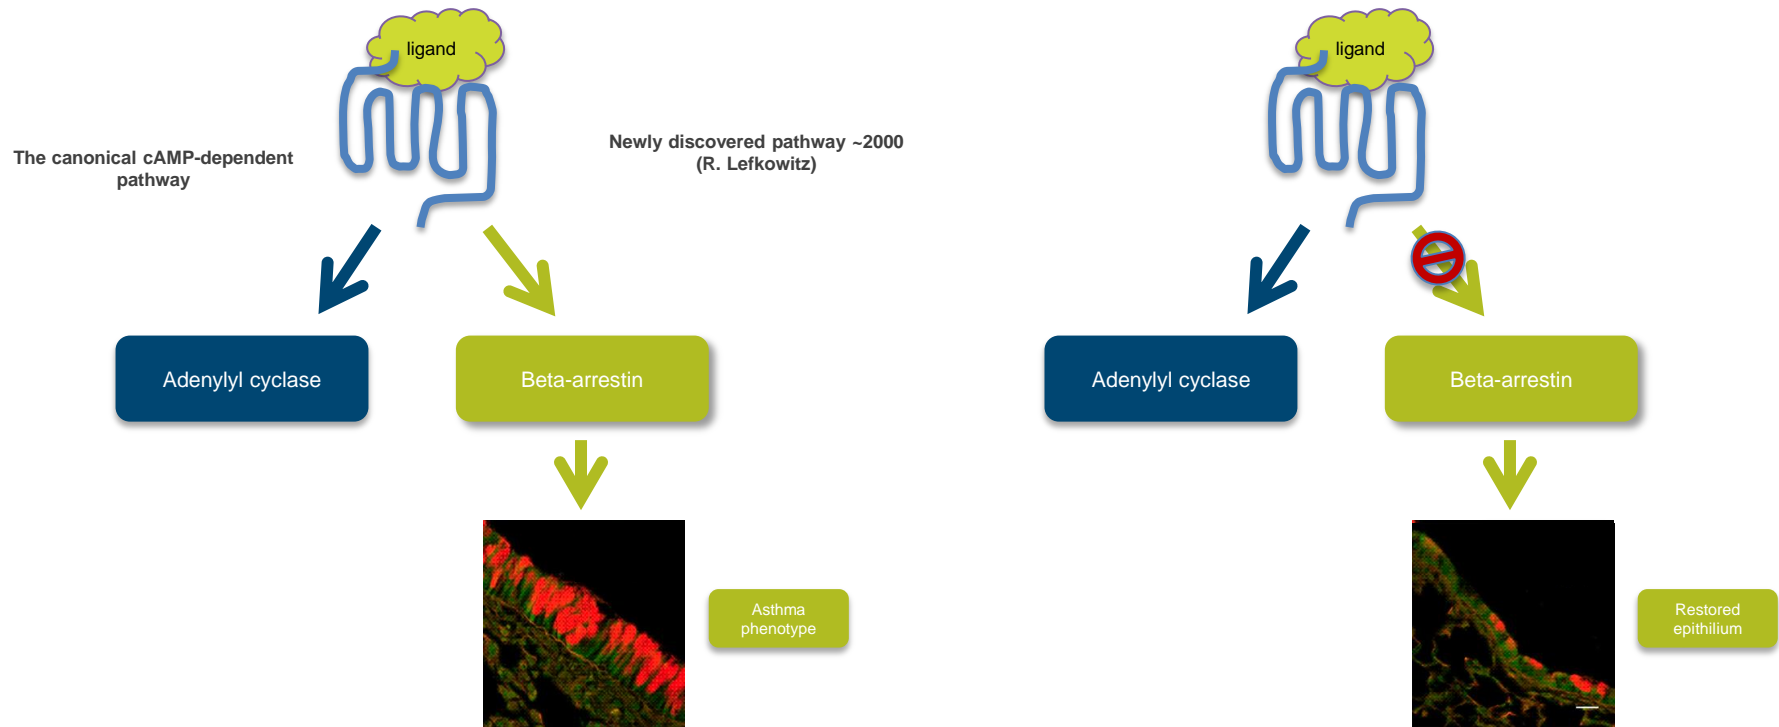 ligand
The canonical cAMP-dependent
pathway
Newly discovered pathway ~2000
(R. Lefkowitz)
Adenylyl cyclase
Beta-arrestin
Asthma
phenotype
ligand
Adenylyl cyclase
Beta-arrestin
Restored
epithilium